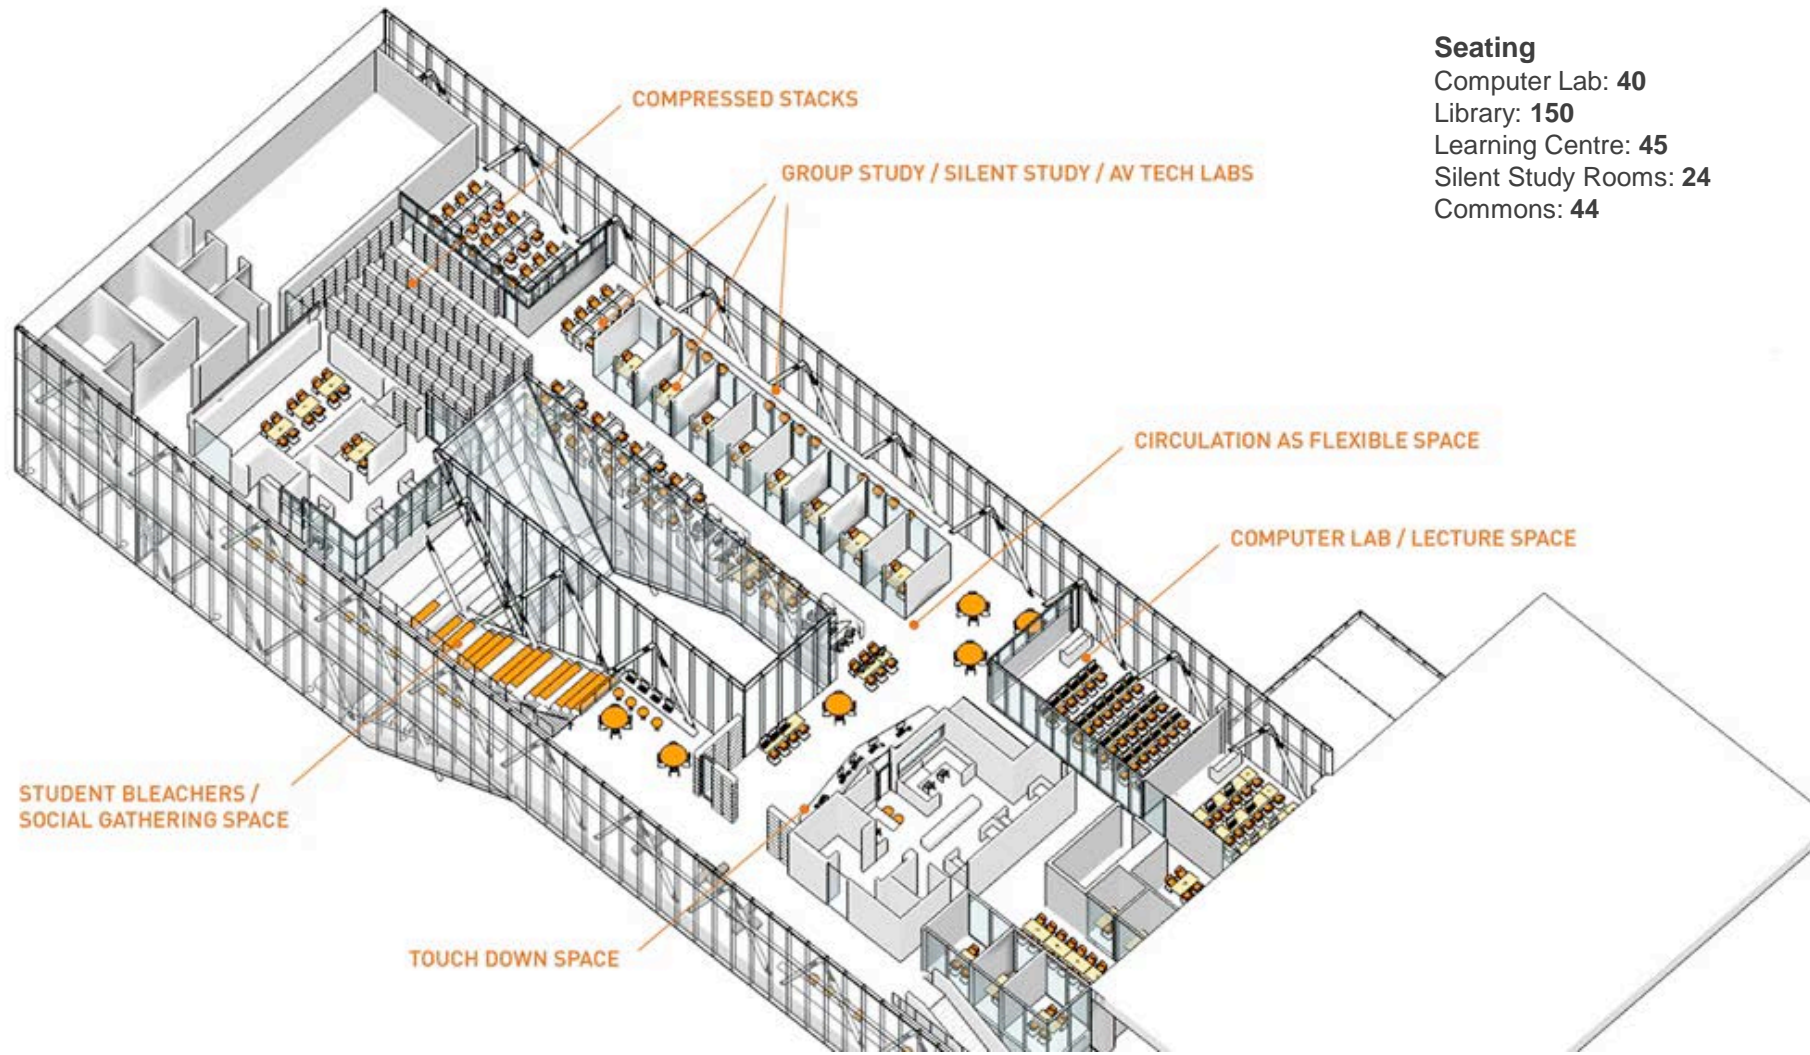 Seating
Computer Lab: 40
Library: 150
Learning Centre: 45
Silent Study Rooms: 24
Commons: 44
COMPRESSED STACKS
GROUP STUDY / SILENT STUDY / AV TECH LABS
CIRCULATION AS FLEXIBLE SPACE
COMPUTER LAB / LECTURE SPACE
STUDENT BLEACHERS /
SOCIAL GATHERING SPACE
TOUCH DOWN SPACE